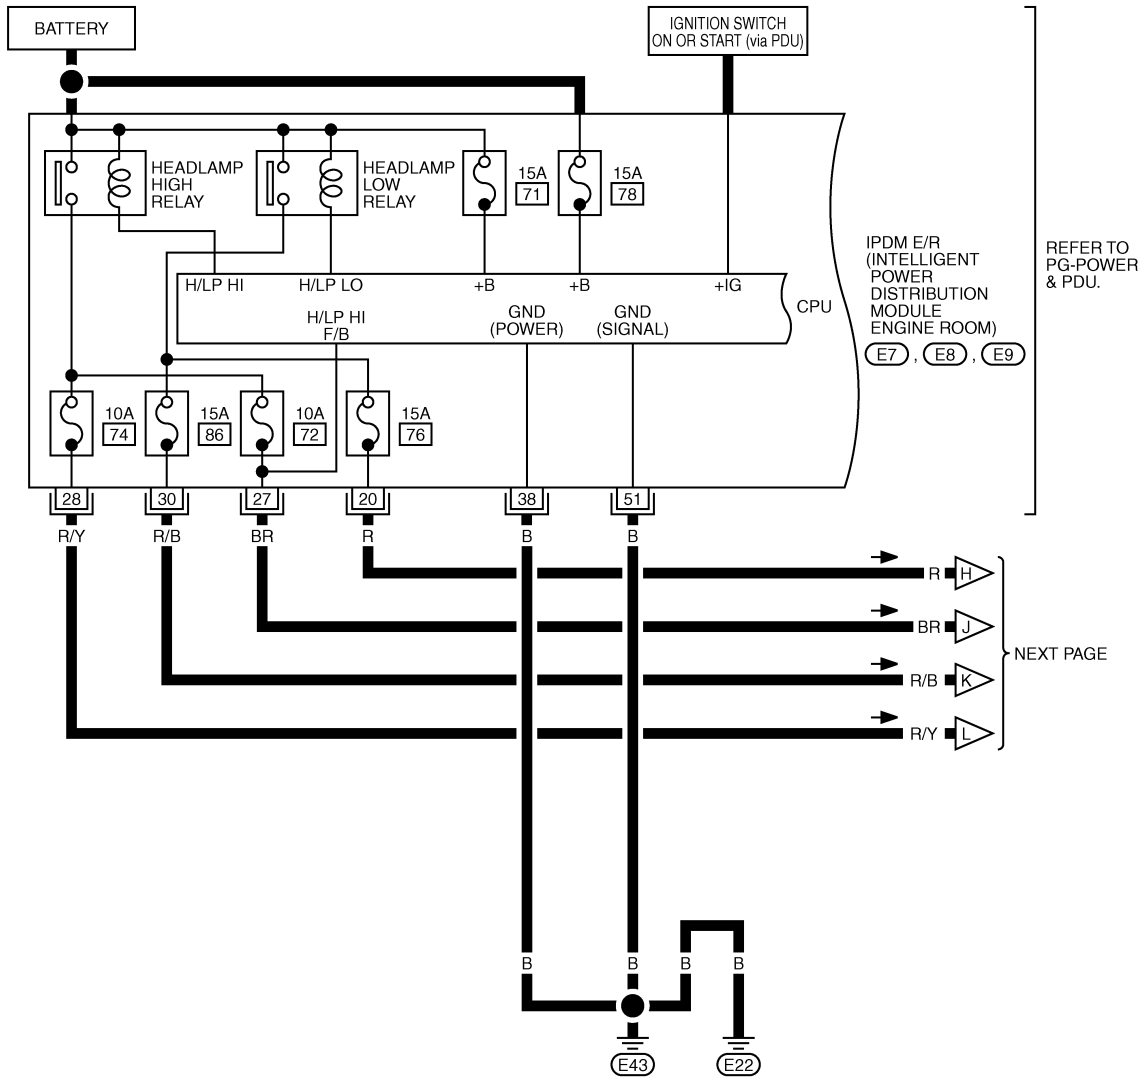 BATTERY
IGNITION SWITCH
ON OR START (via PDU)
HEADLAMP
HIGH
RELAY
HEADLAMP
LOW
RELAY
15A
71
15A
78
IPDM E/R
(INTELLIGENT
POWER
DISTRIBUTION
MODULE
ENGINE ROOM)
E7 , E8 , E9
REFER TO
PG-POWER
& PDU.
H/LP HI
H/LP LO
+B
+B
+IG
CPU
H/LP HI
F/B
GND
(POWER)
GND
(SIGNAL)
10A
74
15A
86
10A
72
15A
76
28
30
27
20
38
51
R/Y
R/B
BR
R
B
B
R
H
BR
J
R/B
K
R/Y
L
NEXT PAGE
B
B
B
B
E43
E22